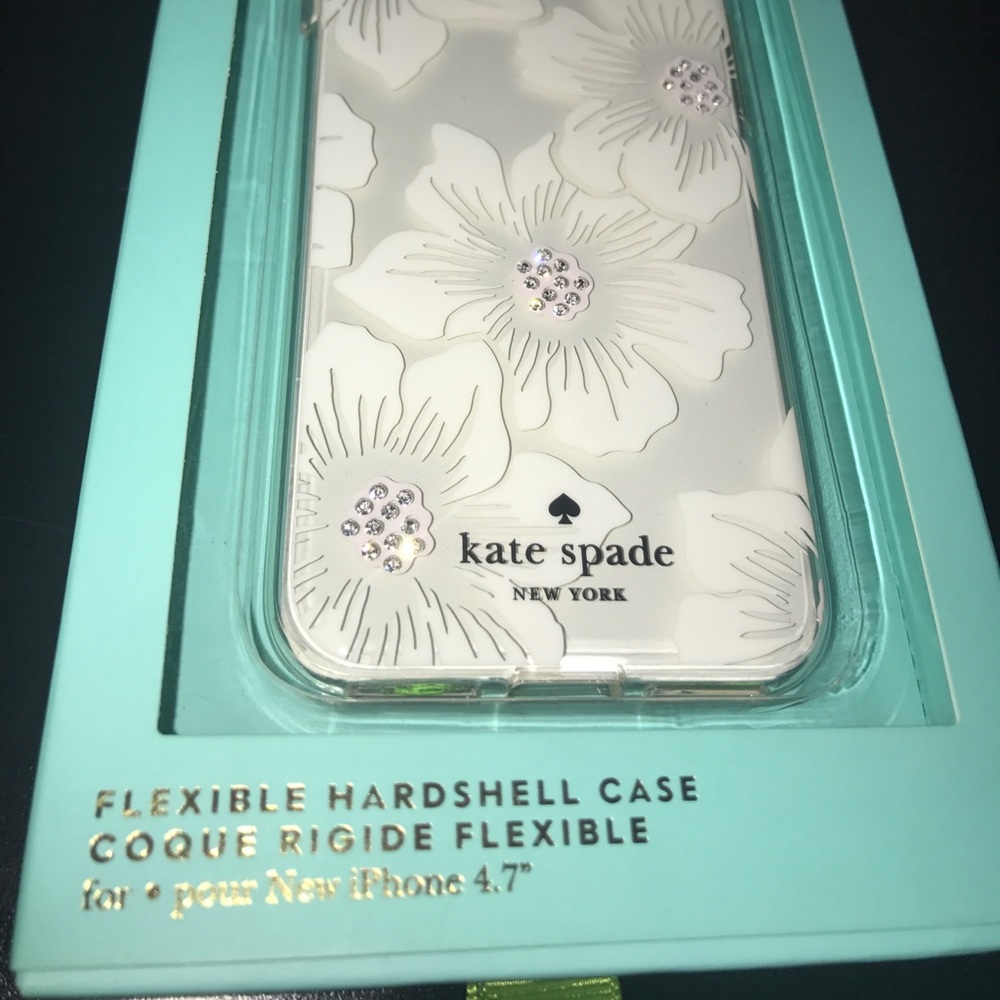 kate spade
NEW YORK
FLEXIBLE HARDSHELL CASE
COQUE RIGIDE FLEXIBLE
for • pour New iPhone 4.7"